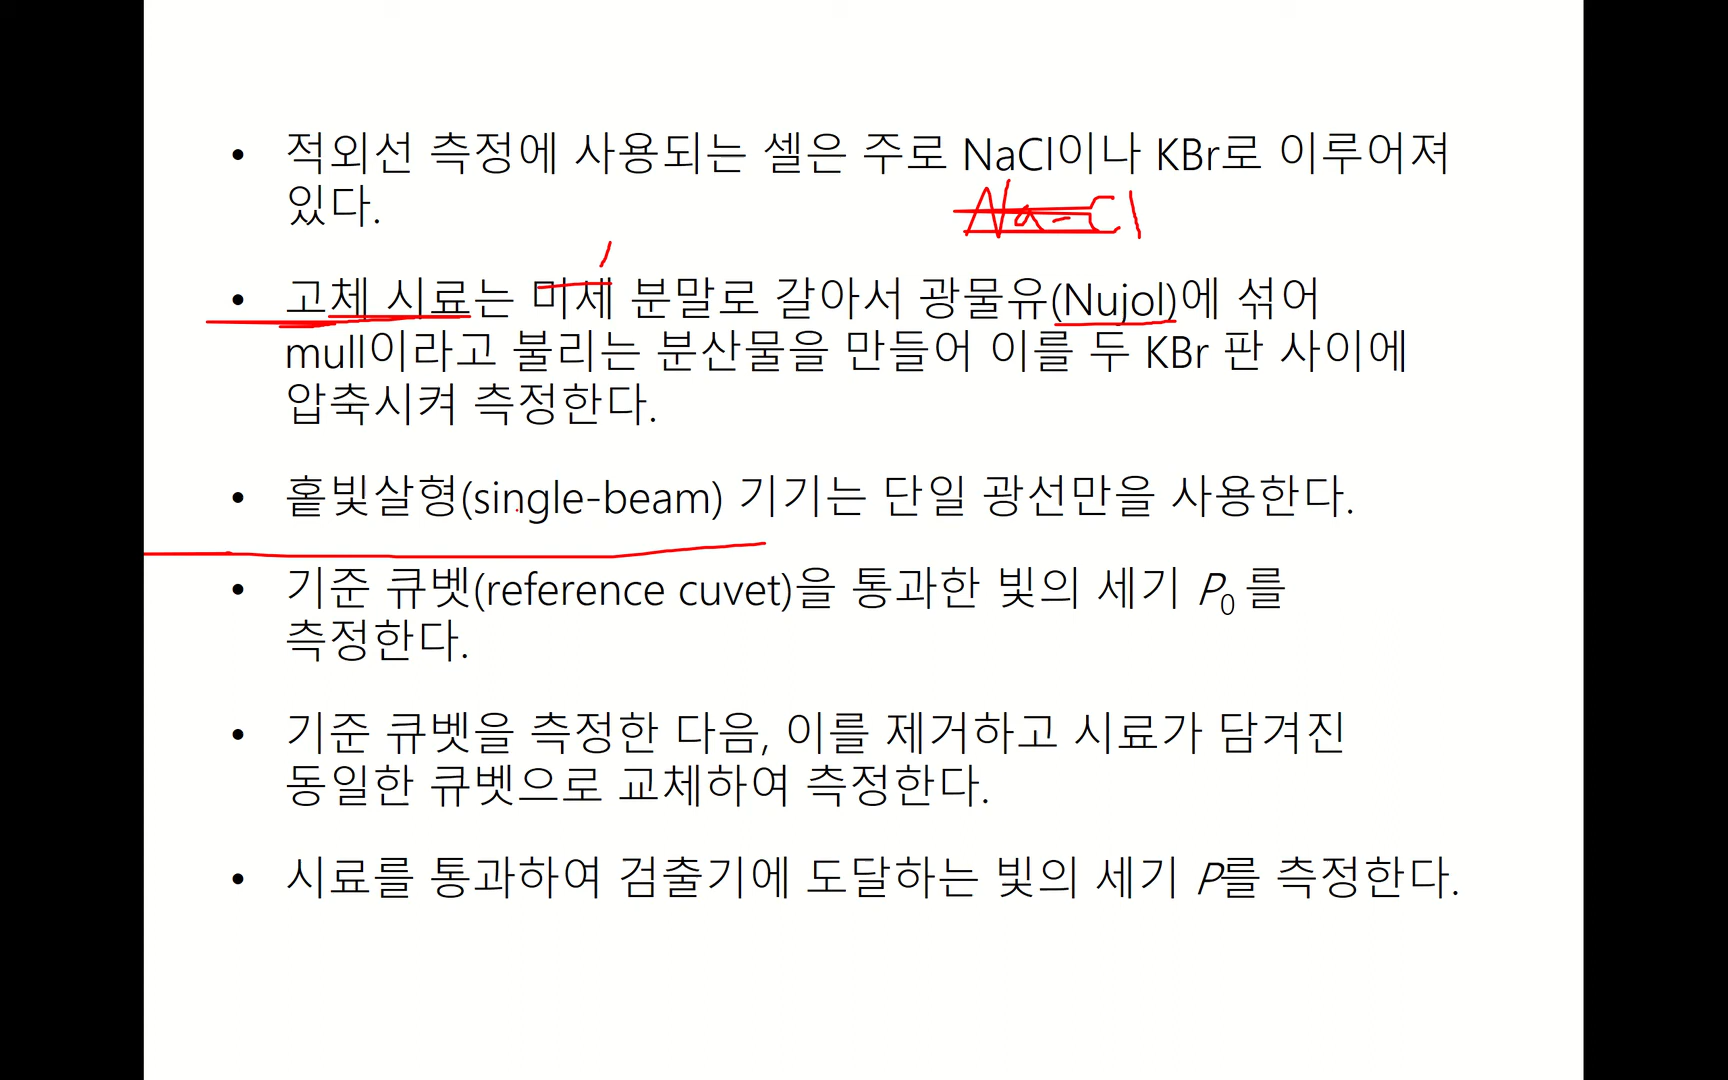 • 적외선 측정에 사용되는 셀은 주로 NaCl이나 KBr로 이루어져
있다.
Na-Cl
• 고체 시료는 미세 분말로 갈아서 광물유(Nujol)에 섞어
mull이라고 불리는 분산물을 만들어 이를 두 KBr 판 사이에
압축시켜 측정한다.
• 홑빛살형(single-beam) 기기는 단일 광선만을 사용한다.
• 기준 큐벳(reference cuvet)을 통과한 빛의 세기 P₀ 를
측정한다.
• 기준 큐벳을 측정한 다음, 이를 제거하고 시료가 담겨진
동일한 큐벳으로 교체하여 측정한다.
• 시료를 통과하여 검출기에 도달하는 빛의 세기 P를 측정한다.